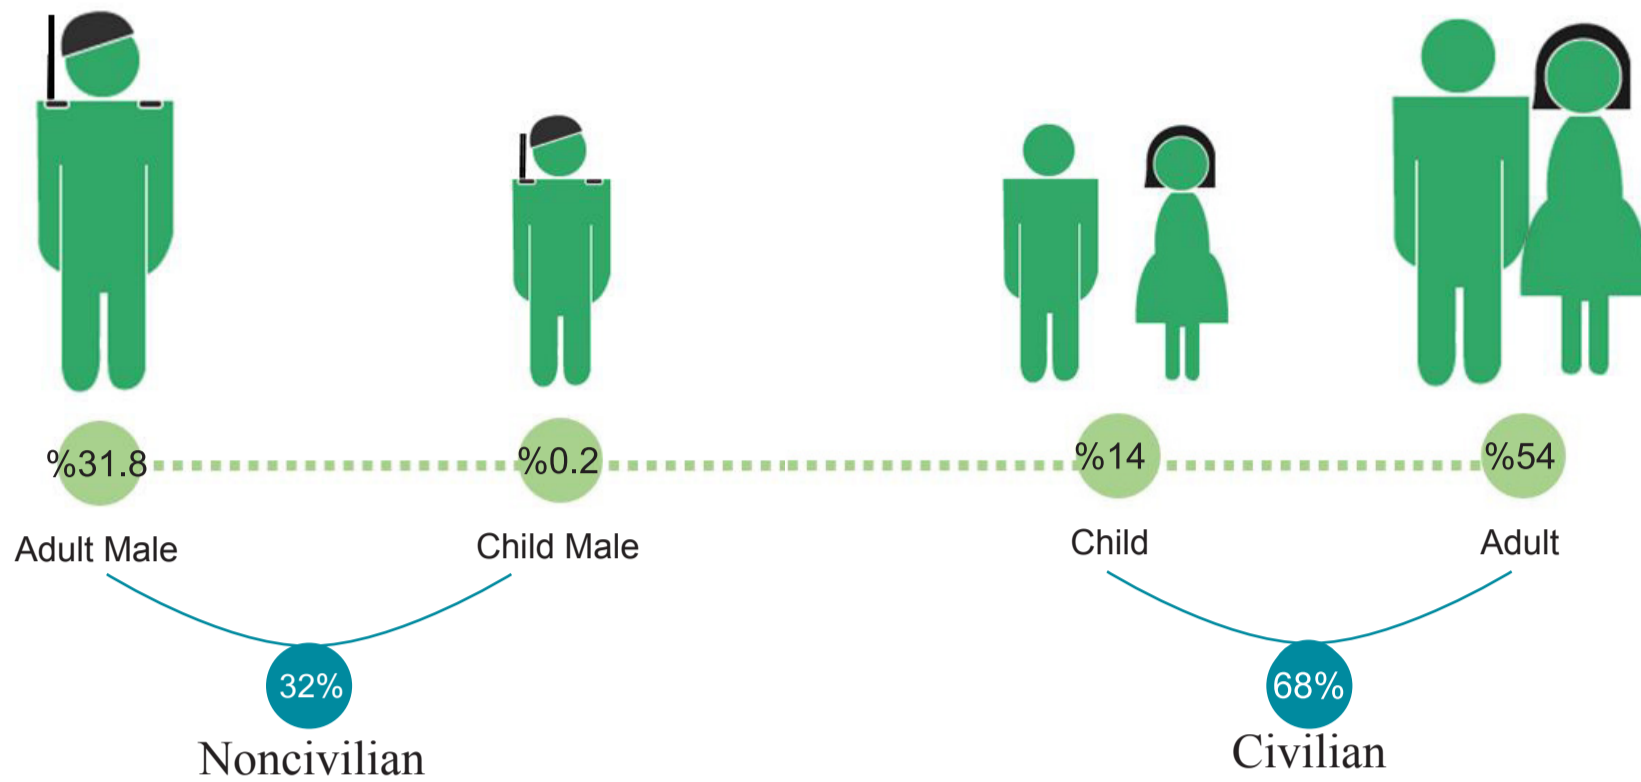 %31.8
%0.2
%14
%54
Adult Male
Child Male
Child
Adult
32%
68%
Noncivilian
Civilian